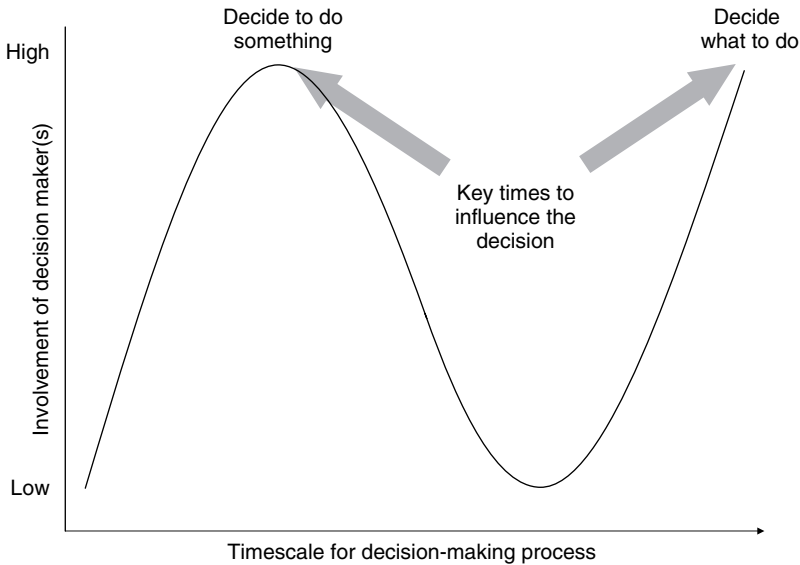 Decide to do
something
Decide
what to do
High
Involvement of decision maker(s)
Key times to
influence the
decision
Low
Timescale for decision-making process